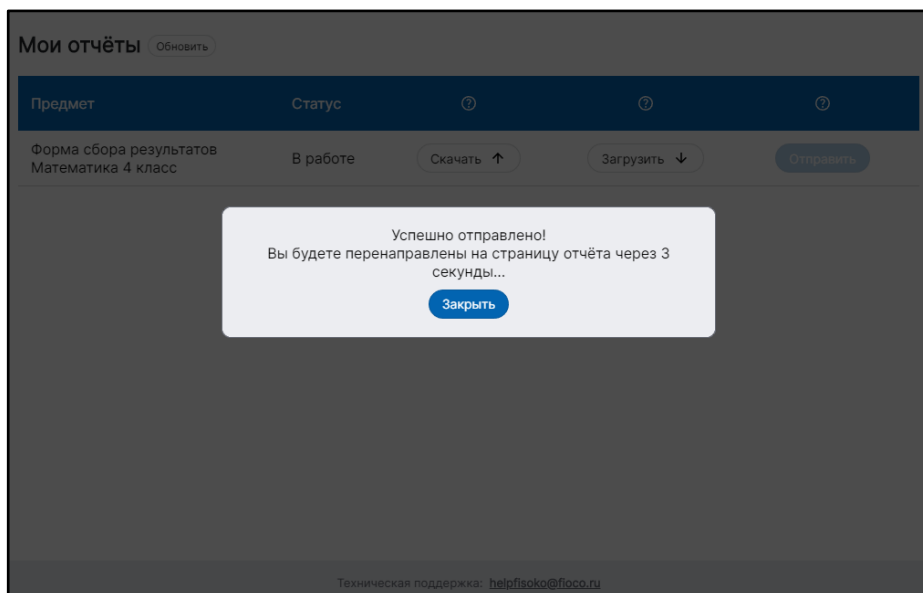 Мои отчёты Обновить
Предмет Статус
Форма сбора результатов
Математика 4 класс
В работе Скачать Загрузить Отправить
Успешно отправлено!
Вы будете перенаправлены на страницу отчёта через 3
секунды...
Закрыть
Техническая поддержка: helpfisoko@fioco.ru